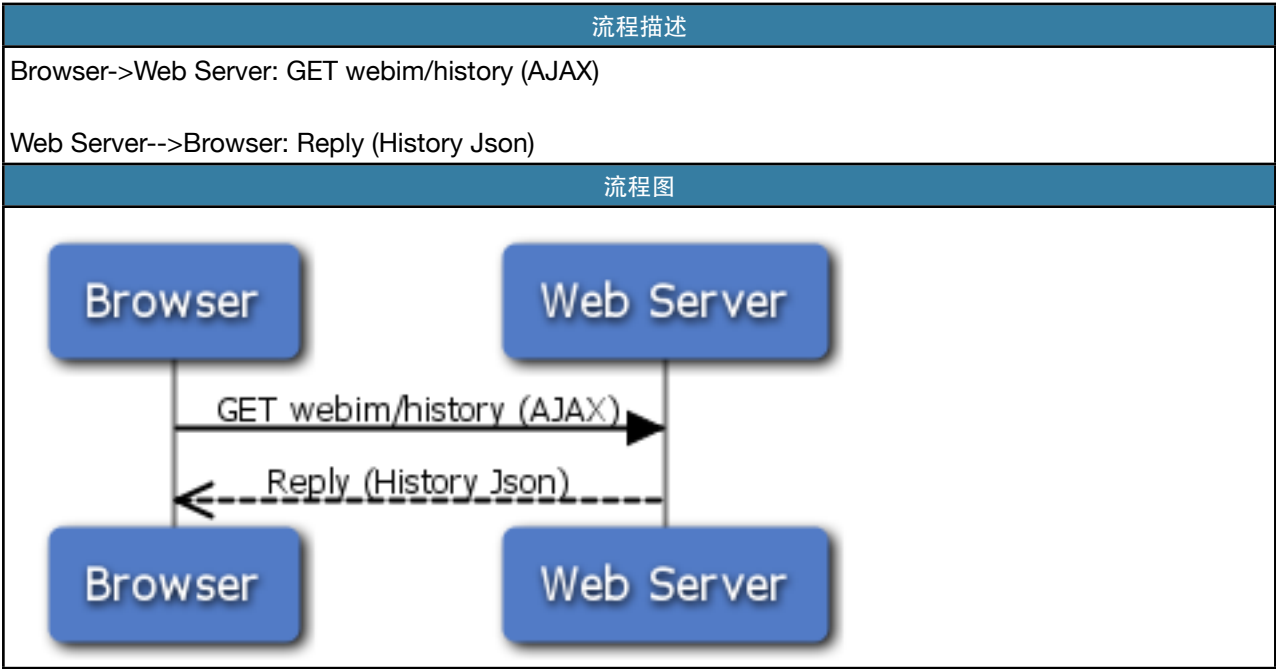 流程描述
Browser->Web Server: GET webim/history (AJAX)
Web Server-->Browser: Reply (History Json)
流程图
Browser
Web Server
GET webim/history (AJAX)
Reply (History Json)
Browser
Web Server